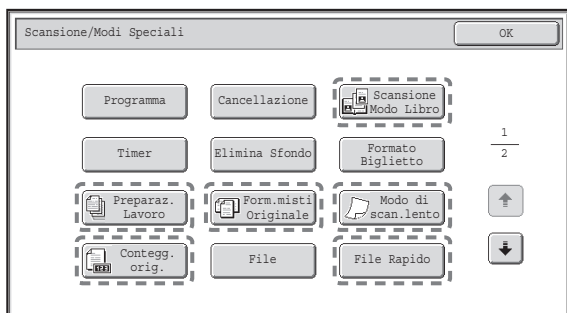 Scansione/Modi Speciali
OK
Programma
Cancellazione
Scansione
Modo Libro
Timer
Elimina Sfondo
Formato
Biglietto
1
2
Preparaz.
Lavoro
Form.misti
Originale
Modo di
scan.lento
Contegg.
orig.
File
File Rapido